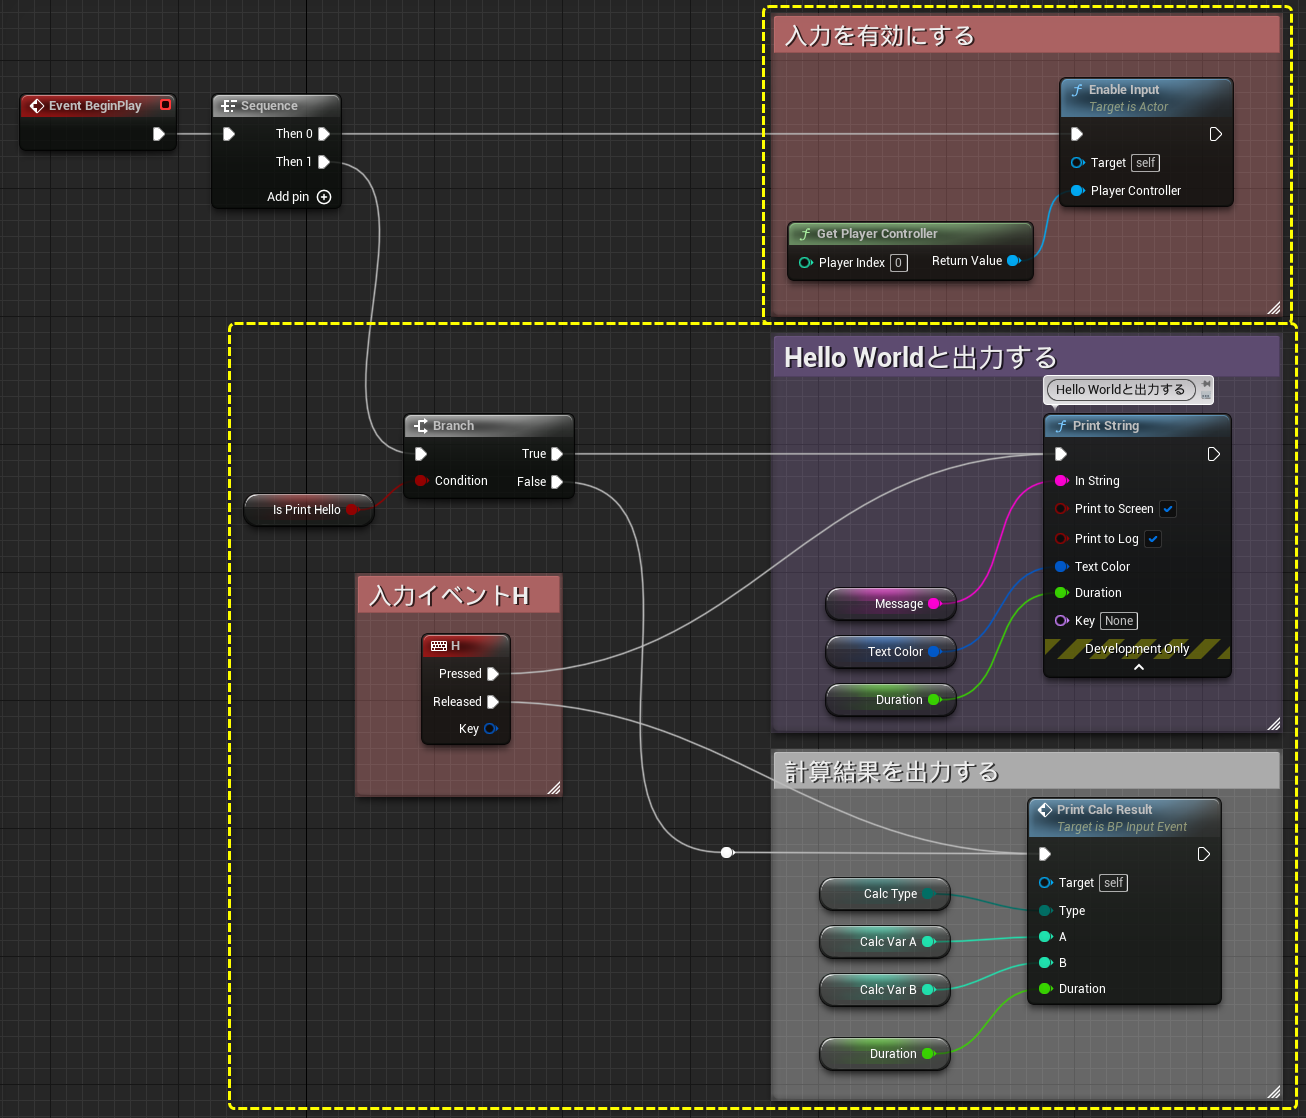 入力を有効にする
Event BeginPlay
Sequence
Then 0
Then 1
Add pin
Enable Input
Target is Actor
Target self
Player Controller
Get Player Controller
Player Index 0
Return Value
Hello Worldと出力する
Hello Worldと出力する
Branch
True
Condition
False
Is Print Hello
Print String
In String
Print to Screen
Print to Log
Text Color
Duration
Key None
Development Only
Message
Text Color
Duration
入力イベントH
H
Pressed
Released
Key
計算結果を出力する
Print Calc Result
Target is BP Input Event
Target self
Type
A
B
Duration
Calc Type
Calc Var A
Calc Var B
Duration